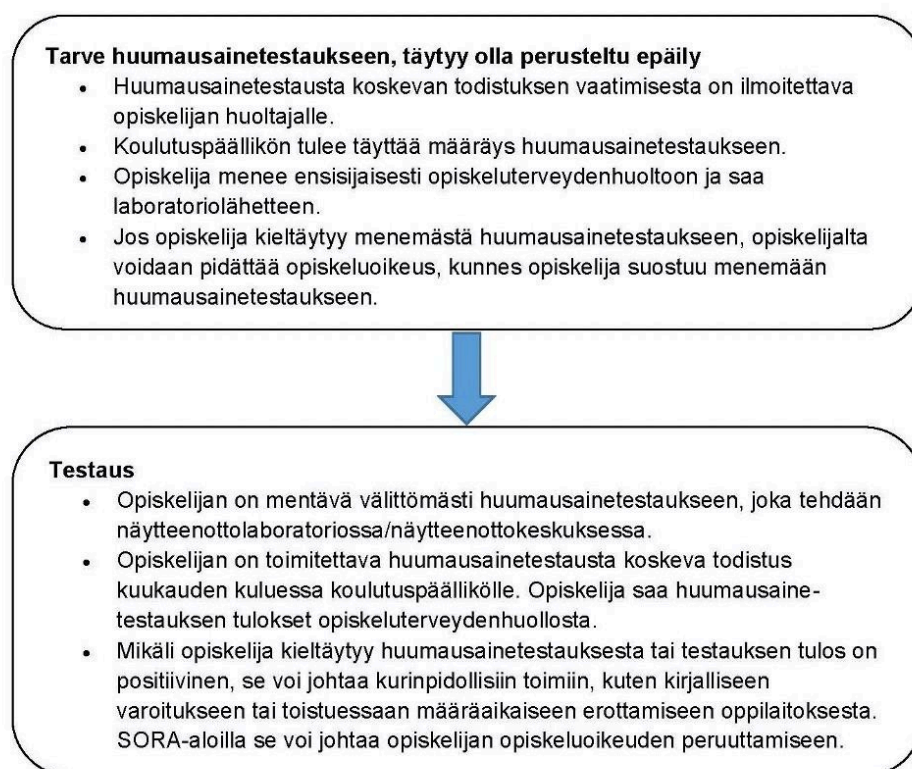 Tarve huumausainetestaukseen, täytyy olla perusteltu epäily
• Huumausainetestausta koskevan todistuksen vaatimisesta on ilmoitettava
opiskelijan huoltajalle.
• Koulutuspäällikön tulee täyttää määräys huumausainetestaukseen.
• Opiskelija menee ensisijaisesti opiskeluterveydenhuoltoon ja saa
laboratoriolähetteen.
• Jos opiskelija kieltäytyy menemästä huumausainetestaukseen, opiskelijalta
voidaan pidättää opiskeluoikeus, kunnes opiskelija suostuu menemään
huumausainetestaukseen.
Testaus
• Opiskelijan on mentävä välittömästi huumausainetestaukseen, joka tehdään
näytteenottolaboratoriossa/näytteenottokeskuksessa.
• Opiskelijan on toimitettava huumausainetestausta koskeva todistus
kuukauden kuluessa koulutuspäällikölle. Opiskelija saa huumausaine-
testauksen tulokset opiskeluterveydenhuollosta.
• Mikäli opiskelija kieltäytyy huumausainetestauksesta tai testauksen tulos on
positiivinen, se voi johtaa kurinpidollisiin toimiin, kuten kirjalliseen
varoitukseen tai toistuessaan määräaikaiseen erottamiseen oppilaitoksesta.
SORA-aloilla se voi johtaa opiskelijan opiskeluoikeuden peruuttamiseen.